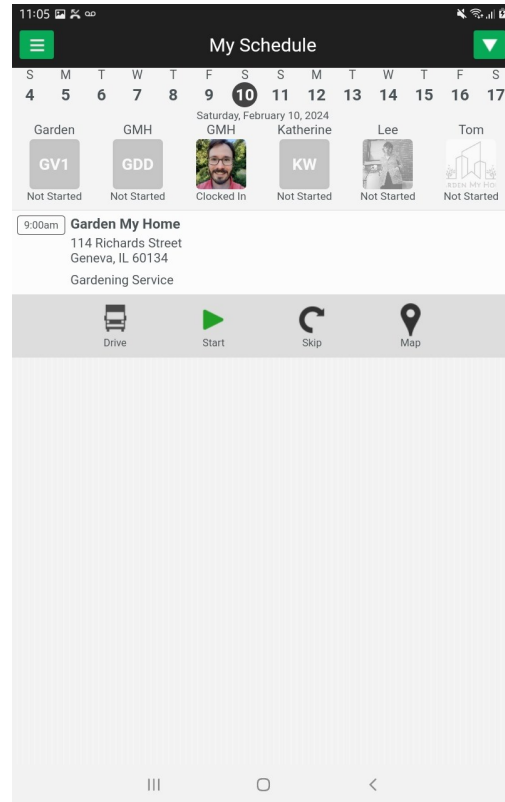 11:05
My Schedule
S M T W T F S S M T W T F S
4 5 6 7 8 9 10 11 12 13 14 15 16 17
Saturday, February 10, 2024
Garden GMH GMH Katherine Lee Tom
GV1 GDD KW
Not Started Not Started Clocked In Not Started Not Started Not Started
9:00am Garden My Home
114 Richards Street
Geneva, IL 60134
Gardening Service
Drive Start Skip Map